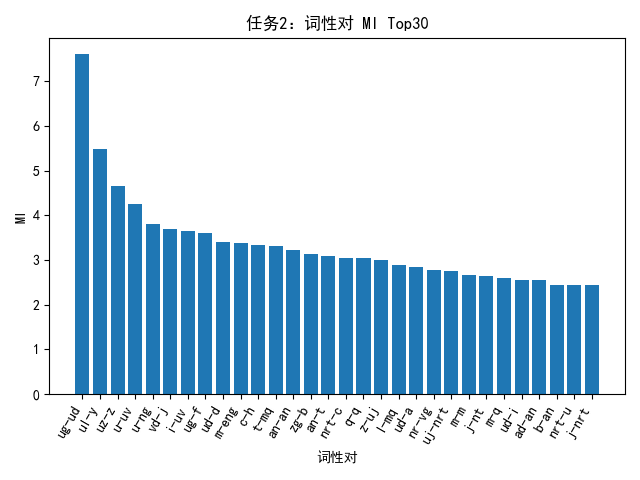 任务2：词性对 MI Top30
MI
7
6
5
4
3
2
1
0
ug-ud
ul-y
uz-z
u-uv
u-ng
vd-j
i-uv
ug-f
ud-d
m-eng
c-h
t-mq
an-an
zg-b
an-t
nrt-c
q-q
z-uj
l-mq
ud-a
nr-vg
uj-nrt
m-m
j-nt
m-q
ud-i
ad-an
b-an
nrt-u
j-nrt
词性对